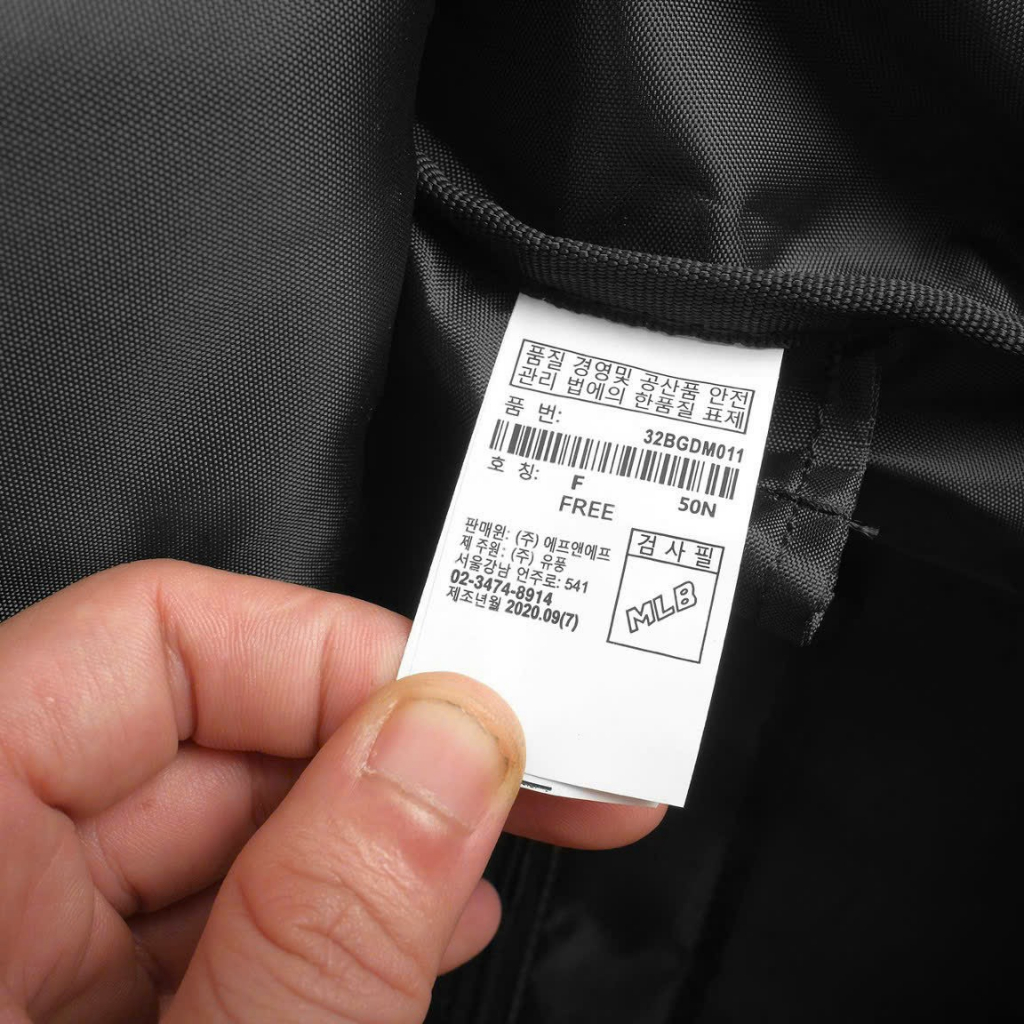 품질 경영및 공산품 안전
관리 법에의 한품질 표제
품 번:
32BGDM011
호 칭:
F
FREE
50N
판매원: (주) 에프앤에프
제 주원: (주) 유풍
서울강남 언주로: 541
02-3474-8914
제조년월 2020.09(7)
검 사 필
MLB